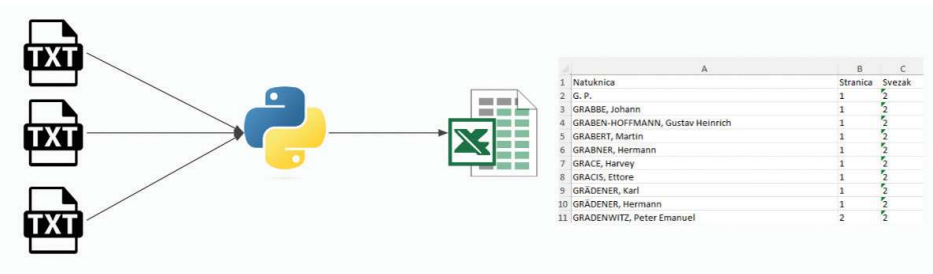 TXT
TXT
TXT
A B C
1 Natuknica Stranica Svezak
2 G. P. 1 2
3 GRABBE, Johann 1 2
4 GRABEN-HOFFMANN, Gustav Heinrich 1 2
5 GRABERT, Martin 1 2
6 GRABNER, Hermann 1 2
7 GRACE, Harvey 1 2
8 GRACIS, Ettore 1 2
9 GRÄDENER, Karl 1 2
10 GRÄDENER, Hermann 1 2
11 GRADENWITZ, Peter Emanuel 2 2